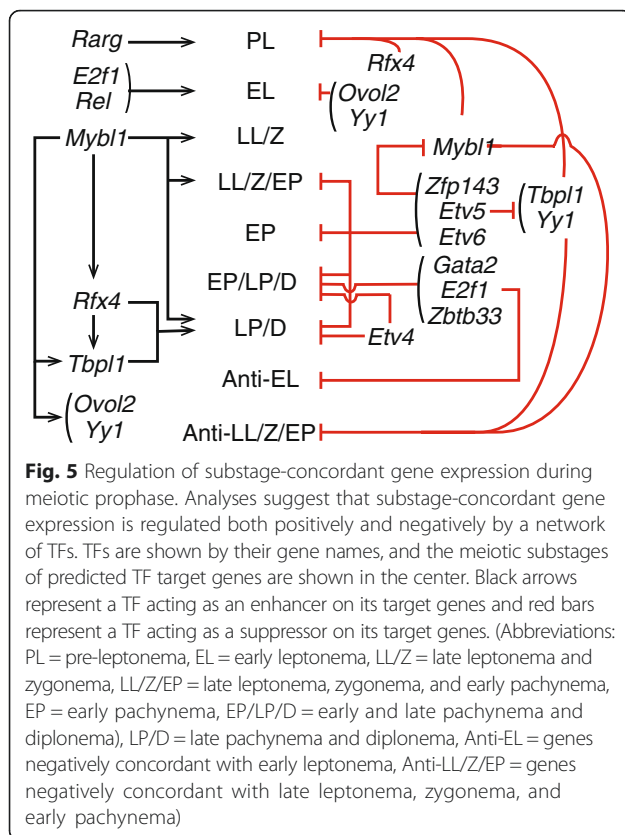 Rarg PL
Rfx4
E2f1
Rel EL Ovol2
Yy1
Mybl1 LL/Z Mybl1
LL/Z/EP Zfp143
Etv5 Tbpl1
EP Etv6 Yy1
Gata2
EP/LP/D E2f1
Rfx4 Zbtb33
LP/D Etv4
Tbpl1
Anti-EL
Ovol2
Yy1 Anti-LL/Z/EP
Fig. 5 Regulation of substage-concordant gene expression during
meiotic prophase. Analyses suggest that substage-concordant gene
expression is regulated both positively and negatively by a network
of TFs. TFs are shown by their gene names, and the meiotic substages
of predicted TF target genes are shown in the center. Black arrows
represent a TF acting as an enhancer on its target genes and red bars
represent a TF acting as a suppressor on its target genes. (Abbreviations:
PL = pre-leptonema, EL = early leptonema, LL/Z = late leptonema and
zygonema, LL/Z/EP = late leptonema, zygonema, and early pachynema,
EP = early pachynema, EP/LP/D = early and late pachynema and
diplonema), LP/D = late pachynema and diplonema, Anti-EL = genes
negatively concordant with early leptonema, Anti-LL/Z/EP = genes
negatively concordant with late leptonema, zygonema, and
early pachynema)